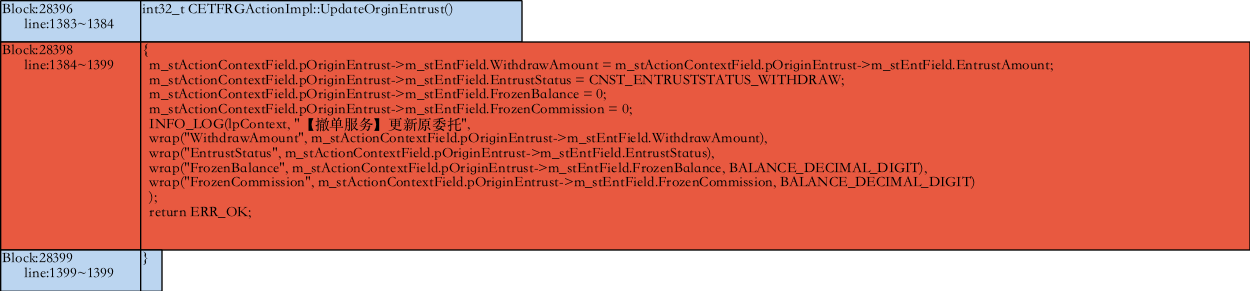 Block:28396
line:1383~1384
int32_t CETFRGActionImpl::UpdateOrginEntrust()
Block:28398
line:1384~1399
{
m_stActionContextField.pOriginEntrust->m_stEntField.WithdrawAmount = m_stActionContextField.pOriginEntrust->m_stEntField.EntrustAmount;
m_stActionContextField.pOriginEntrust->m_stEntField.EntrustStatus = CNST_ENTRUSTSTATUS_WITHDRAW;
m_stActionContextField.pOriginEntrust->m_stEntField.FrozenBalance = 0;
m_stActionContextField.pOriginEntrust->m_stEntField.FrozenCommission = 0;
INFO_LOG(lpContext, "【撤单服务】更新原委托",
wrap("WithdrawAmount", m_stActionContextField.pOriginEntrust->m_stEntField.WithdrawAmount),
wrap("EntrustStatus", m_stActionContextField.pOriginEntrust->m_stEntField.EntrustStatus),
wrap("FrozenBalance", m_stActionContextField.pOriginEntrust->m_stEntField.FrozenBalance, BALANCE_DECIMAL_DIGIT),
wrap("FrozenCommission", m_stActionContextField.pOriginEntrust->m_stEntField.FrozenCommission, BALANCE_DECIMAL_DIGIT)
);
return ERR_OK;
Block:28399
line:1399~1399
}